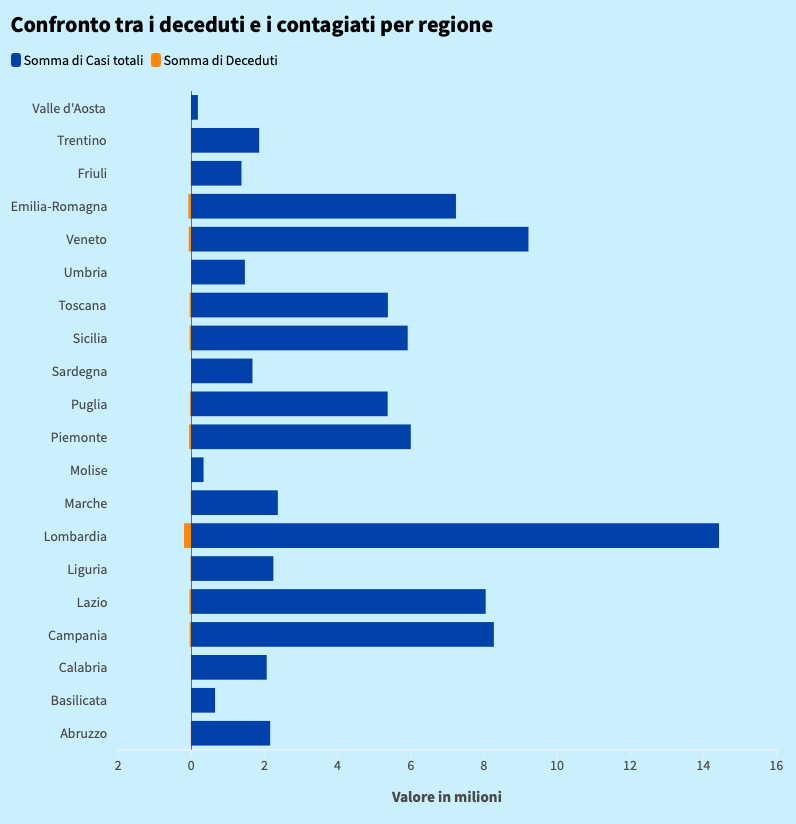 Confronto tra i deceduti e i contagiati per regione
Somma di Casi totali Somma di Deceduti
Valle d'Aosta
Trentino
Friuli
Emilia-Romagna
Veneto
Umbria
Toscana
Sicilia
Sardegna
Puglia
Piemonte
Molise
Marche
Lombardia
Liguria
Lazio
Campania
Calabria
Basilicata
Abruzzo
2 0 2 4 6 8 10 12 14 16
Valore in milioni